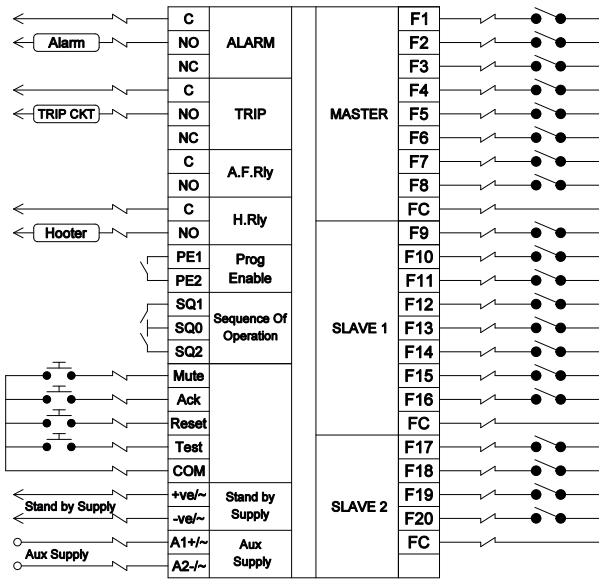 C F1
Alarm NO ALARM F2
NC F3
C F4
TRIP CKT NO TRIP MASTER F5
NC F6
C F7
A.F.Rly
NO F8
C FC
H.Rly
Hooter NO F9
PE1 Prog F10
PE2 Enable F11
SQ1 F12
SQ0 Sequence Of SLAVE 1 F13
Operation
SQ2 F14
Mute F15
Ack F16
Reset FC
Test F17
COM F18
+ve/~ Stand by F19
Stand by Supply SLAVE 2
-ve/~ Supply F20
A1+/~ Aux FC
Aux Supply
A2-/~ Supply